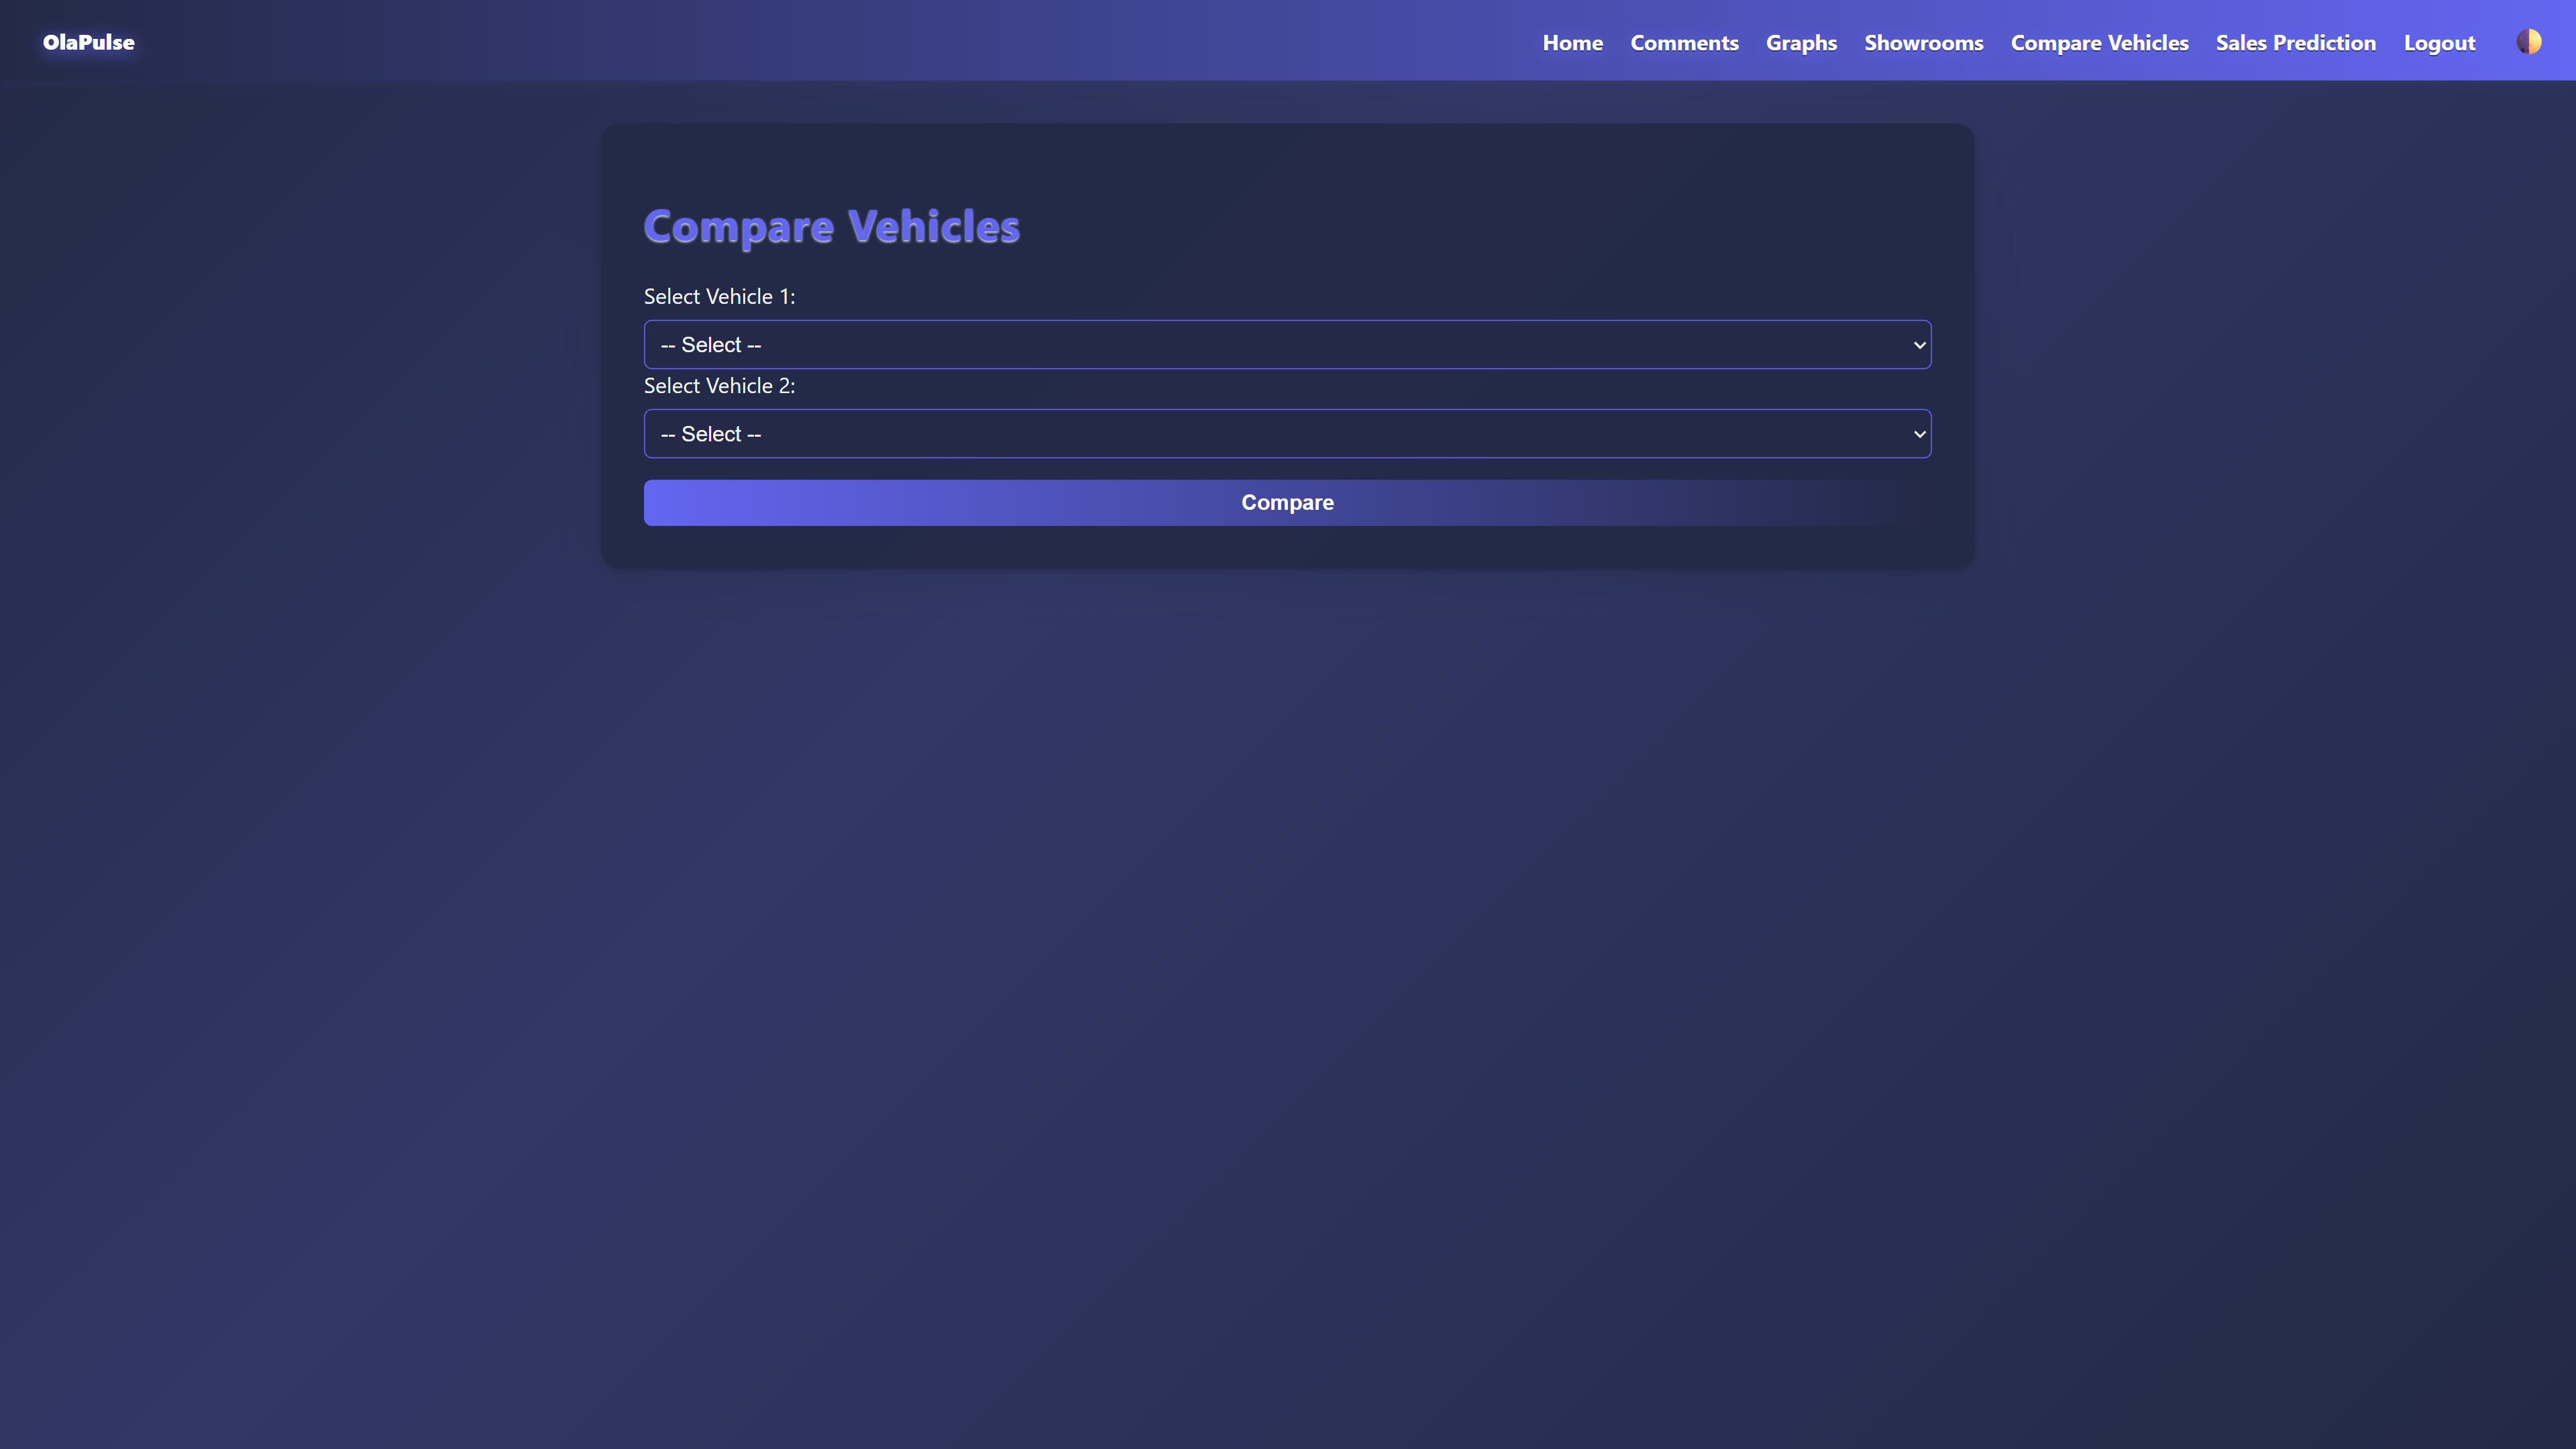 OlaPulse
Home Comments Graphs Showrooms Compare Vehicles Sales Prediction Logout
Compare Vehicles
Select Vehicle 1:
-- Select --
Select Vehicle 2:
-- Select --
Compare